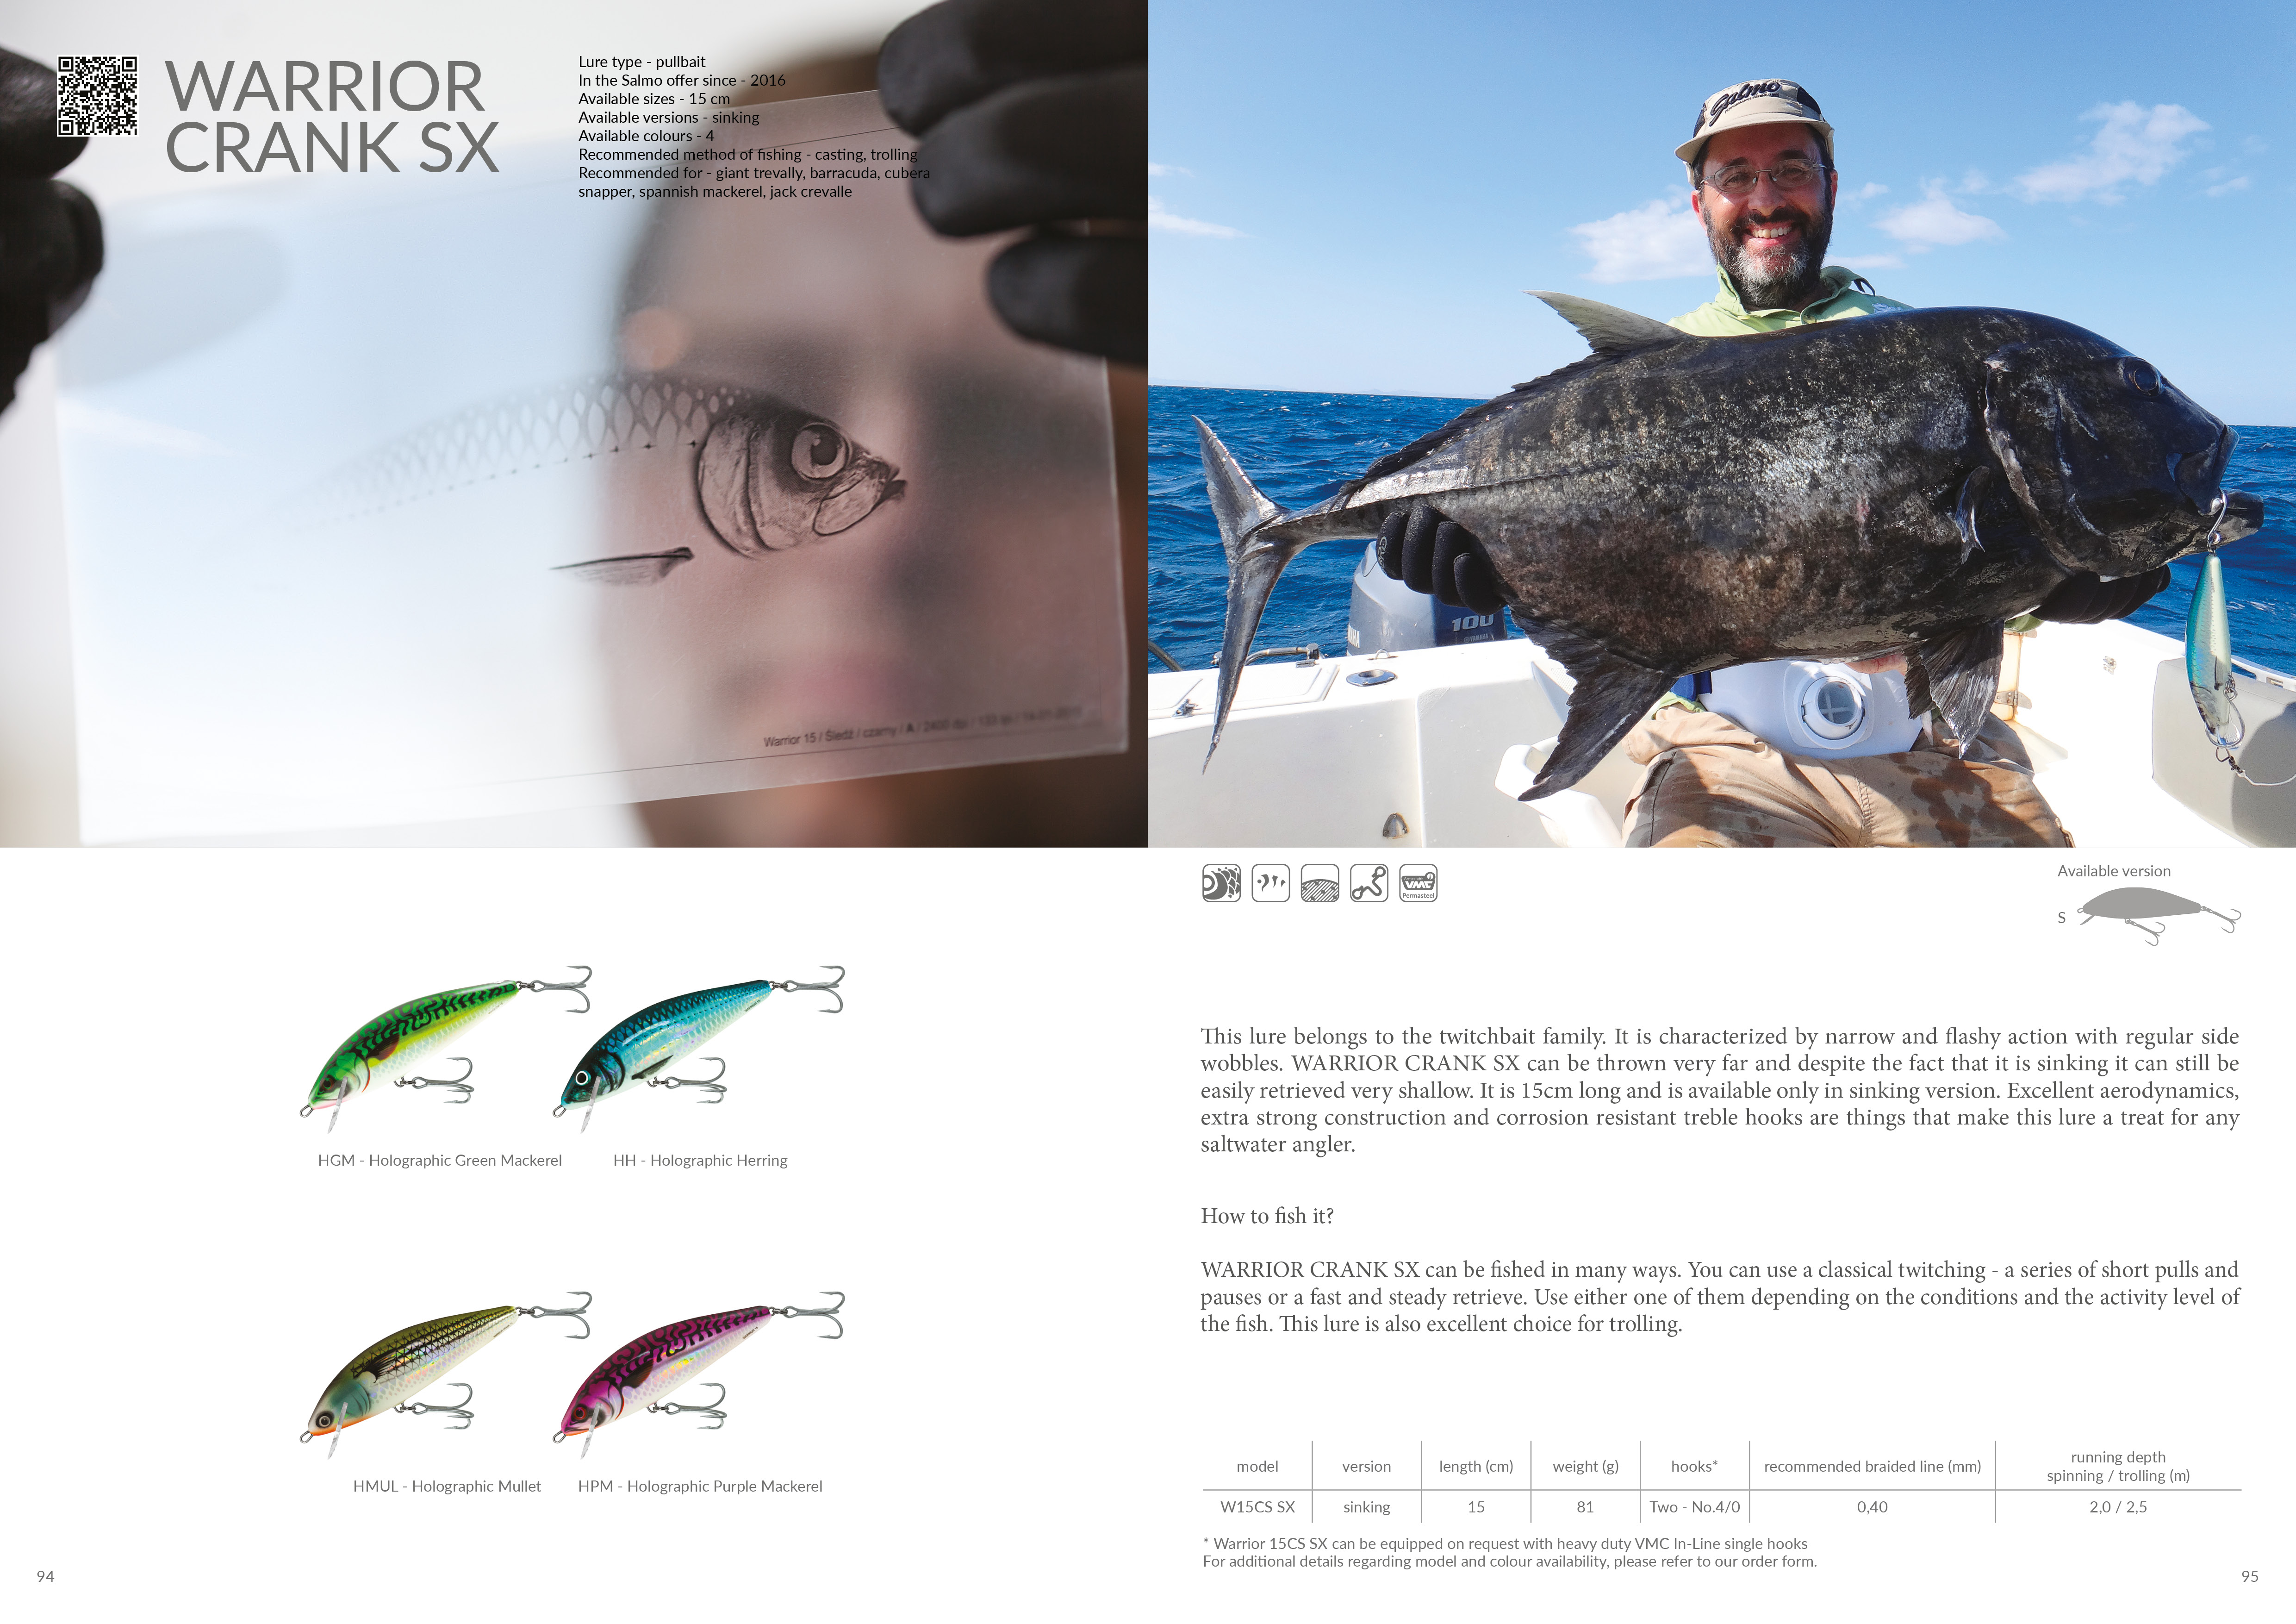 WARRIOR
CRANK SX
Lure type - pullbait
In the Salmo offer since - 2016
Available sizes - 15 cm
Available versions - sinking
Available colours - 4
Recommended method of fishing - casting, trolling
Recommended for - giant trevally, barracuda, cubera
snapper, spannish mackerel, jack crevalle
Warrior 15 / Śledź / czarny / A / 2400 dpi / 133 lpi /
Salmo
100
YAMAHA
VMC
Permasteel
Available version
S
HGM - Holographic Green Mackerel
HH - Holographic Herring
HMUL - Holographic Mullet
HPM - Holographic Purple Mackerel
94
This lure belongs to the twitchbait family. It is characterized by narrow and flashy action with regular side
wobbles. WARRIOR CRANK SX can be thrown very far and despite the fact that it is sinking it can still be
easily retrieved very shallow. It is 15cm long and is available only in sinking version. Excellent aerodynamics,
extra strong construction and corrosion resistant treble hooks are things that make this lure a treat for any
saltwater angler.
How to fish it?
WARRIOR CRANK SX can be fished in many ways. You can use a classical twitching - a series of short pulls and
pauses or a fast and steady retrieve. Use either one of them depending on the conditions and the activity level of
the fish. This lure is also excellent choice for trolling.
model version length (cm) weight (g) hooks* recommended braided line (mm) running depth
spinning / trolling (m)
W15CS SX sinking 15 81 Two - No.4/0 0,40 2,0 / 2,5
* Warrior 15CS SX can be equipped on request with heavy duty VMC In-Line single hooks
For additional details regarding model and colour availability, please refer to our order form.
95